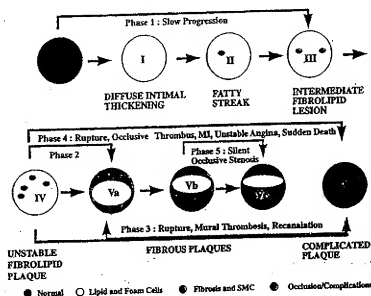 Phase 1 : Slow Progression
I
II
III
DIFFUSE INTIMAL
THICKENING
FATTY
STREAK
INTERMEDIATE
FIBROLIPID
LESION
Phase 4 : Rupture, Occlusive Thrombus, MI, Unstable Angina, Sudden Death
Phase 2
Phase 5 : Silent
Occlusive Stenosis
IV
Va
Vb
Phase 3 : Rupture, Mural Thrombosis, Recanalation
UNSTABLE
FIBROLIPID
PLAQUE
FIBROUS PLAQUES
COMPLICATED
PLAQUE
Normal
Lipid and Foam Cells
Fibrosis and SMC
Occlusion/Complications